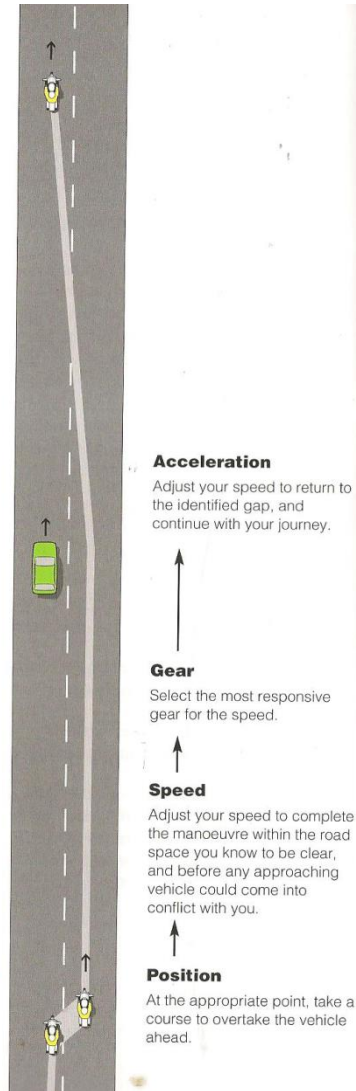 Acceleration
Adjust your speed to return to
the identified gap, and
continue with your journey.
Gear
Select the most responsive
gear for the speed.
Speed
Adjust your speed to complete
the manoeuvre within the road
space you know to be clear,
and before any approaching
vehicle could come into
conflict with you.
Position
At the appropriate point, take a
course to overtake the vehicle
ahead.